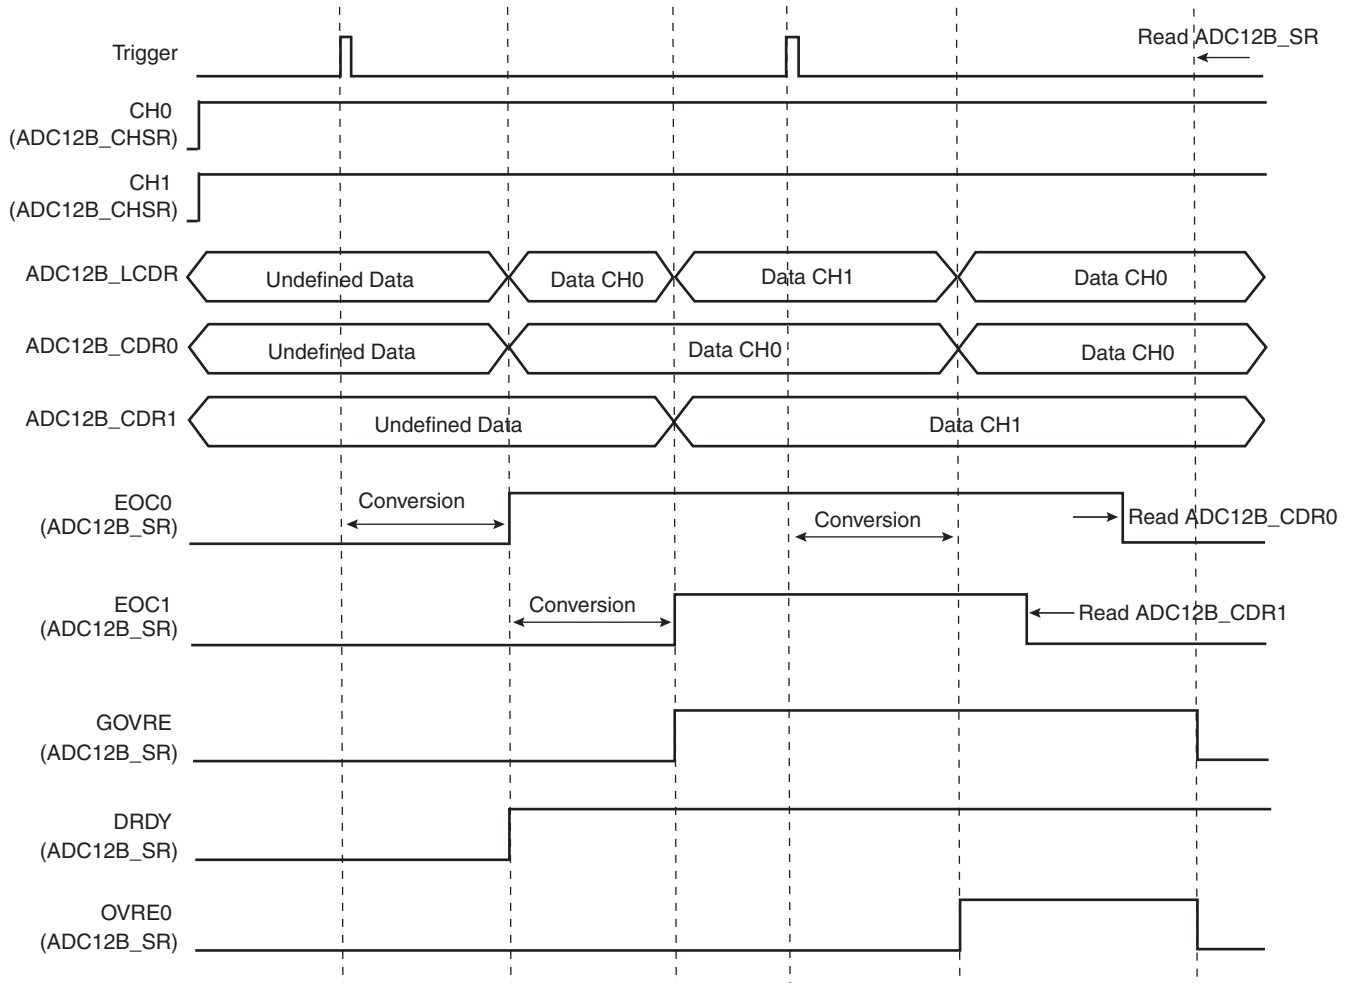 Trigger
Read ADC12B_SR
CH0
(ADC12B_CHSR)
CH1
(ADC12B_CHSR)
ADC12B_LCDR
Undefined Data
Data CH0
Data CH1
Data CH0
ADC12B_CDR0
Undefined Data
Data CH0
Data CH0
ADC12B_CDR1
Undefined Data
Data CH1
EOC0
(ADC12B_SR)
Conversion
Conversion
Read ADC12B_CDR0
EOC1
(ADC12B_SR)
Conversion
Read ADC12B_CDR1
GOVRE
(ADC12B_SR)
DRDY
(ADC12B_SR)
OVRE0
(ADC12B_SR)